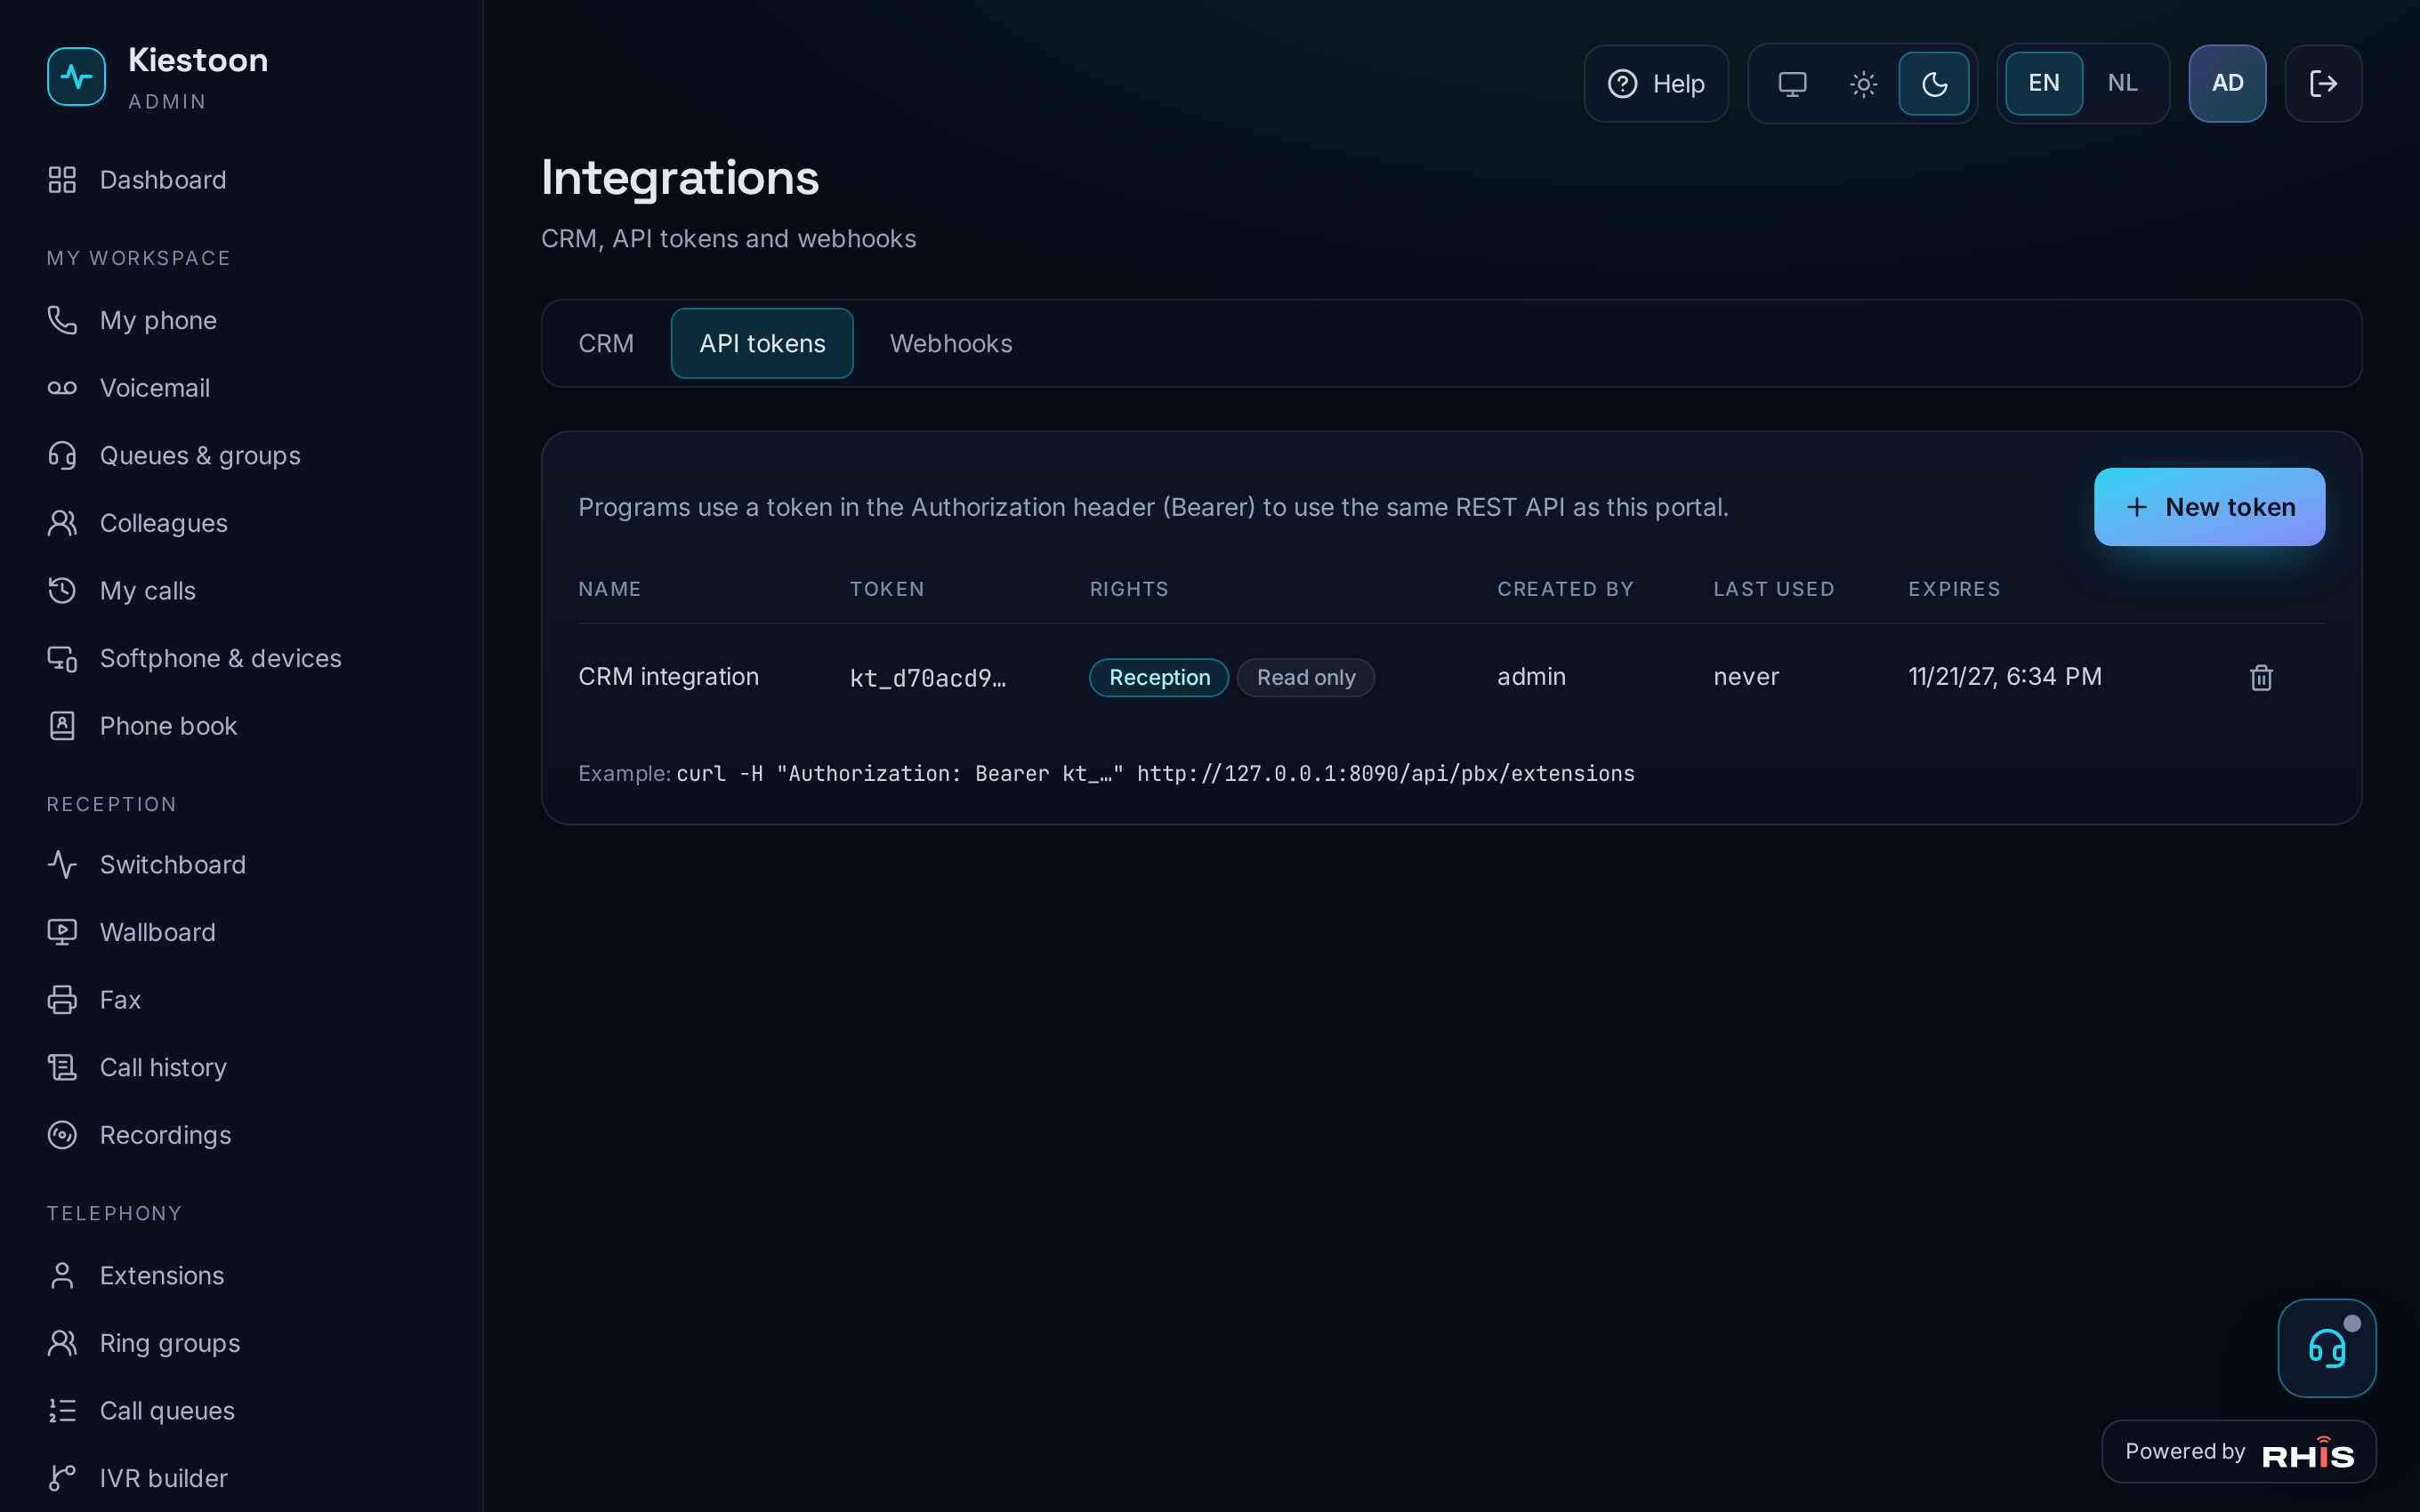 Kiestoon
ADMIN
Dashboard
MY WORKSPACE
My phone
Voicemail
Queues & groups
Colleagues
My calls
Softphone & devices
Phone book
RECEPTION
Switchboard
Wallboard
Fax
Call history
Recordings
TELEPHONY
Extensions
Ring groups
Call queues
IVR builder
Help
EN NL
AD
Integrations
CRM, API tokens and webhooks
CRM API tokens Webhooks
Programs use a token in the Authorization header (Bearer) to use the same REST API as this portal.
New token
NAME TOKEN RIGHTS CREATED BY LAST USED EXPIRES
CRM integration kt_d70acd9… Reception Read only admin never 11/21/27, 6:34 PM
Example: curl -H "Authorization: Bearer kt_…" http://127.0.0.1:8090/api/pbx/extensions
Powered by RHIS